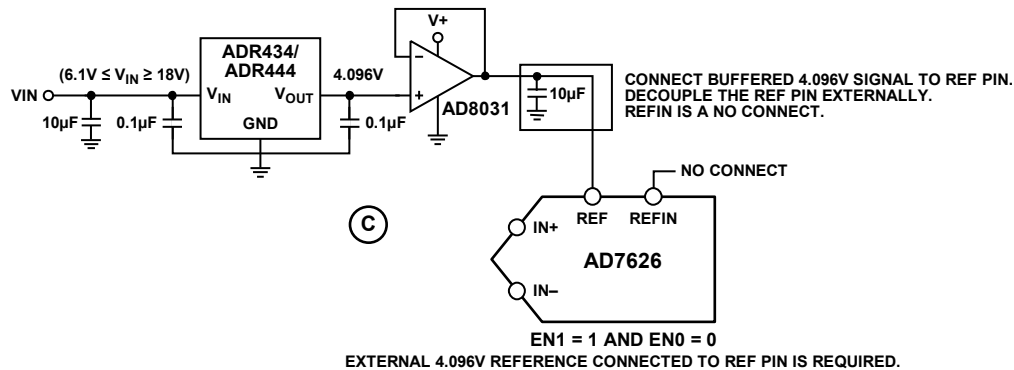 V+
ADR434/
ADR444
(6.1V ≤ VIN ≥ 18V)
4.096V
VIN
VIN
VOUT
GND
10µF
0.1µF
0.1µF
−
+
AD8031
10µF
CONNECT BUFFERED 4.096V SIGNAL TO REF PIN.
DECOUPLE THE REF PIN EXTERNALLY.
REFIN IS A NO CONNECT.
NO CONNECT
C
REF
REFIN
IN+
AD7626
IN–
EN1 = 1 AND EN0 = 0
EXTERNAL 4.096V REFERENCE CONNECTED TO REF PIN IS REQUIRED.